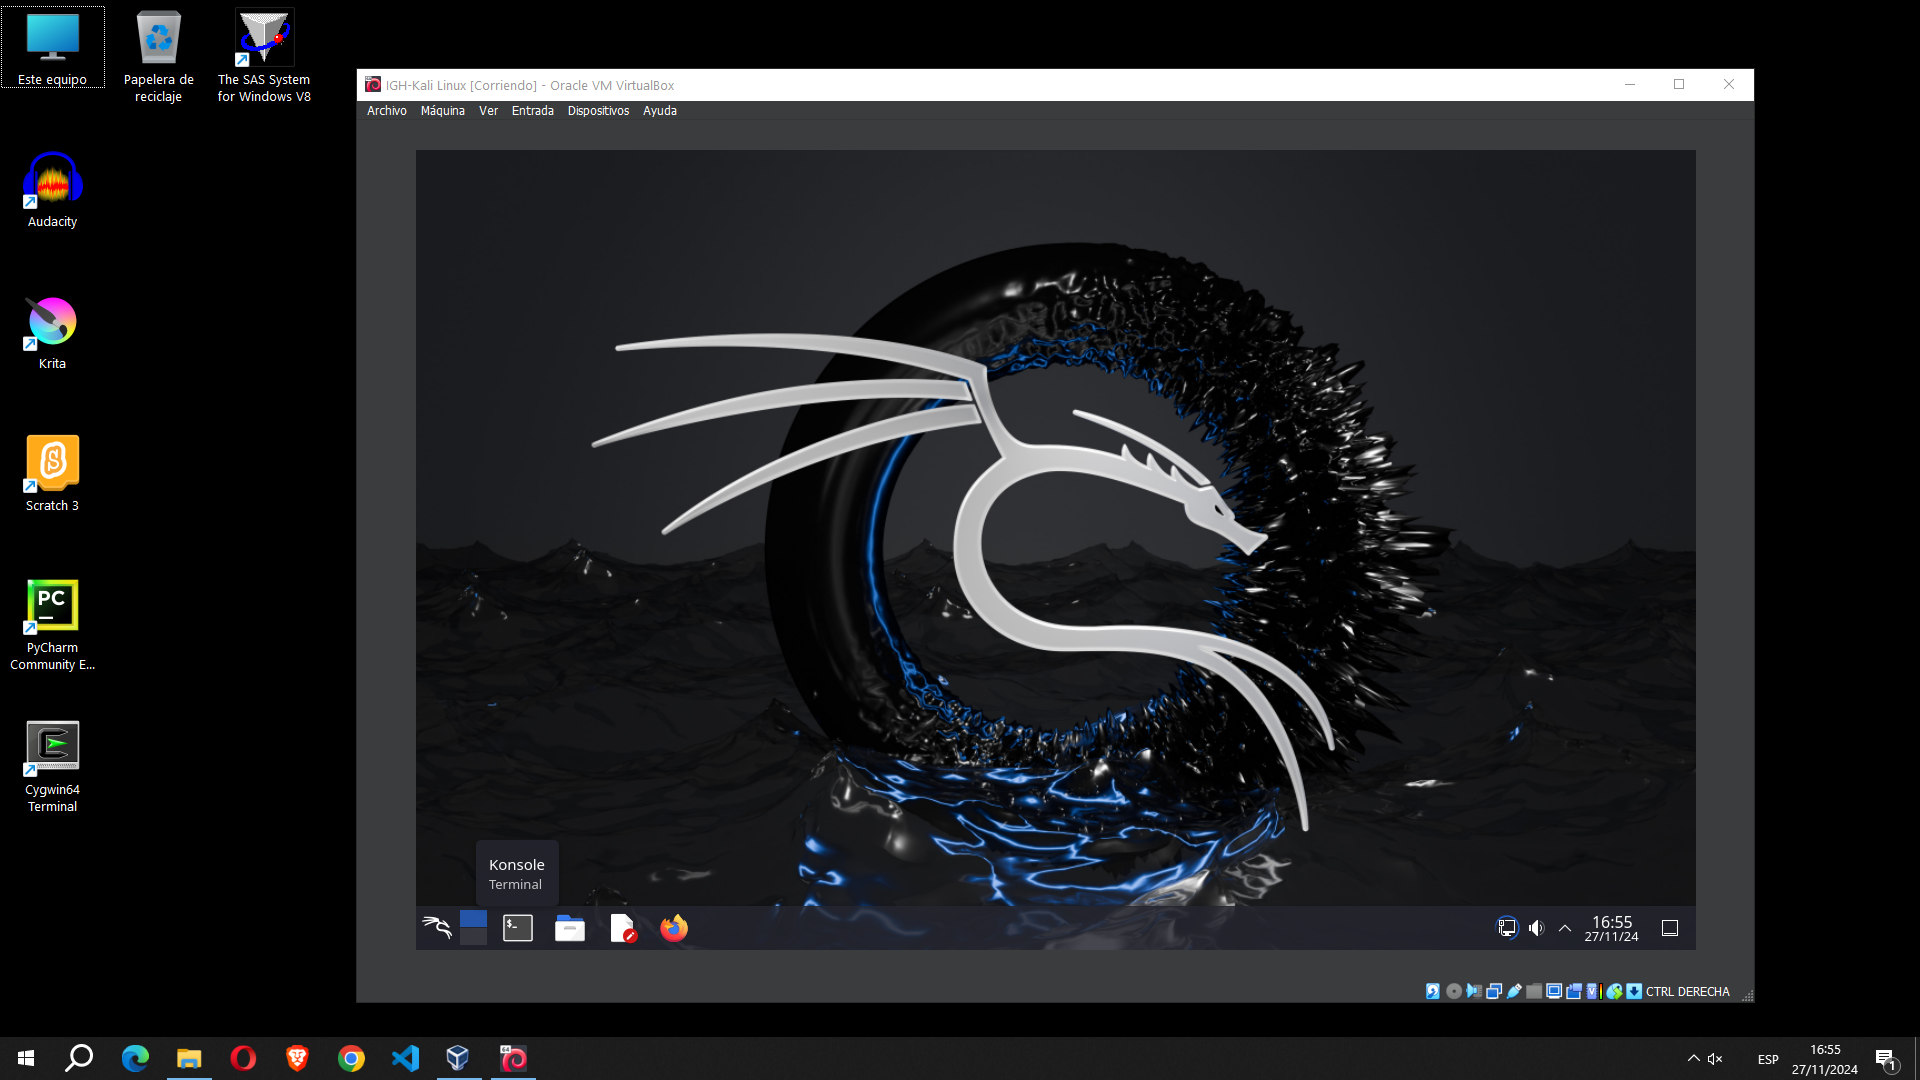 Este equipo
Papelera de
reciclaje
The SAS System
for Windows V8
Audacity
Krita
Scratch 3
PC
PyCharm
Community E...
Cygwin64
Terminal
IGH-Kali Linux [Corriendo] - Oracle VM VirtualBox
Archivo Máquina Ver Entrada Dispositivos Ayuda
Konsole
Terminal
$-
16:55
27/11/24
CTRL DERECHA
64
ESP
16:55
27/11/2024
1